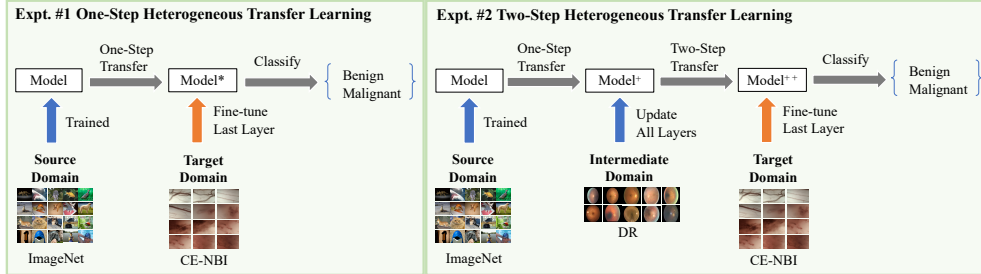 Expt. #1 One-Step Heterogeneous Transfer Learning
One-Step
Transfer
Classify
Model
Model*
Benign
Malignant
Trained
Fine-tune
Last Layer
Source
Domain
Target
Domain
ImageNet
CE-NBI
Expt. #2 Two-Step Heterogeneous Transfer Learning
One-Step
Transfer
Two-Step
Transfer
Classify
Model
Model⁺
Model⁺⁺
Benign
Malignant
Trained
Update
All Layers
Fine-tune
Last Layer
Source
Domain
Intermediate
Domain
Target
Domain
ImageNet
DR
CE-NBI